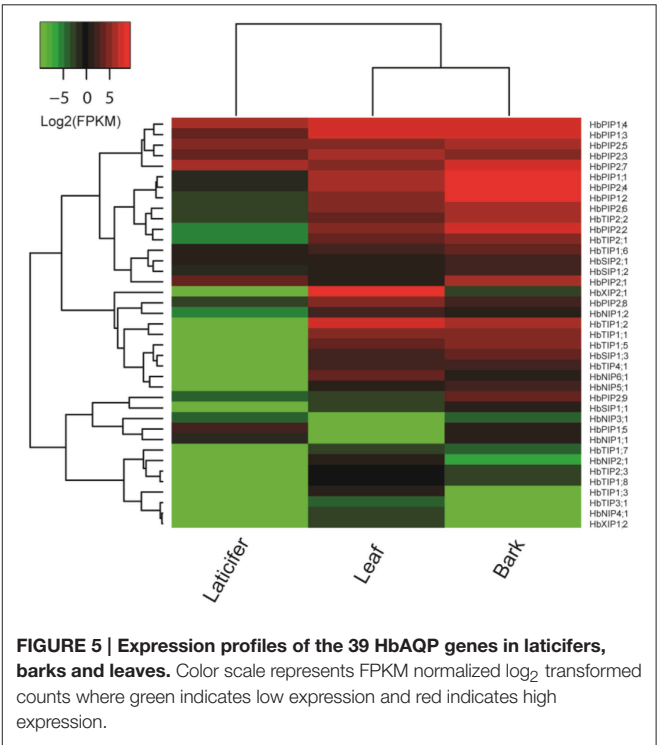 −5 0 5
Log2(FPKM)
HbPIP1;4
HbPIP1;3
HbPIP2;5
HbPIP2;3
HbPIP2;7
HbPIP1;1
HbPIP2;4
HbPIP1;2
HbPIP2;6
HbTIP2;2
HbPIP2;2
HbTIP2;1
HbTIP1;6
HbSIP2;1
HbSIP1;2
HbPIP2;1
HbXIP2;1
HbPIP2;8
HbNIP1;2
HbTIP1;2
HbTIP1;1
HbTIP1;5
HbSIP1;3
HbTIP4;1
HbNIP6;1
HbNIP5;1
HbPIP2;9
HbSIP1;1
HbNIP3;1
HbPIP1;5
HbNIP1;1
HbTIP1;7
HbNIP2;1
HbTIP2;3
HbTIP1;8
HbTIP1;3
HbTIP3;1
HbNIP4;1
HbXIP1;2
Laticifer
Leaf
Bark
FIGURE 5 | Expression profiles of the 39 HbAQP genes in laticifers,
barks and leaves. Color scale represents FPKM normalized log2 transformed
counts where green indicates low expression and red indicates high
expression.